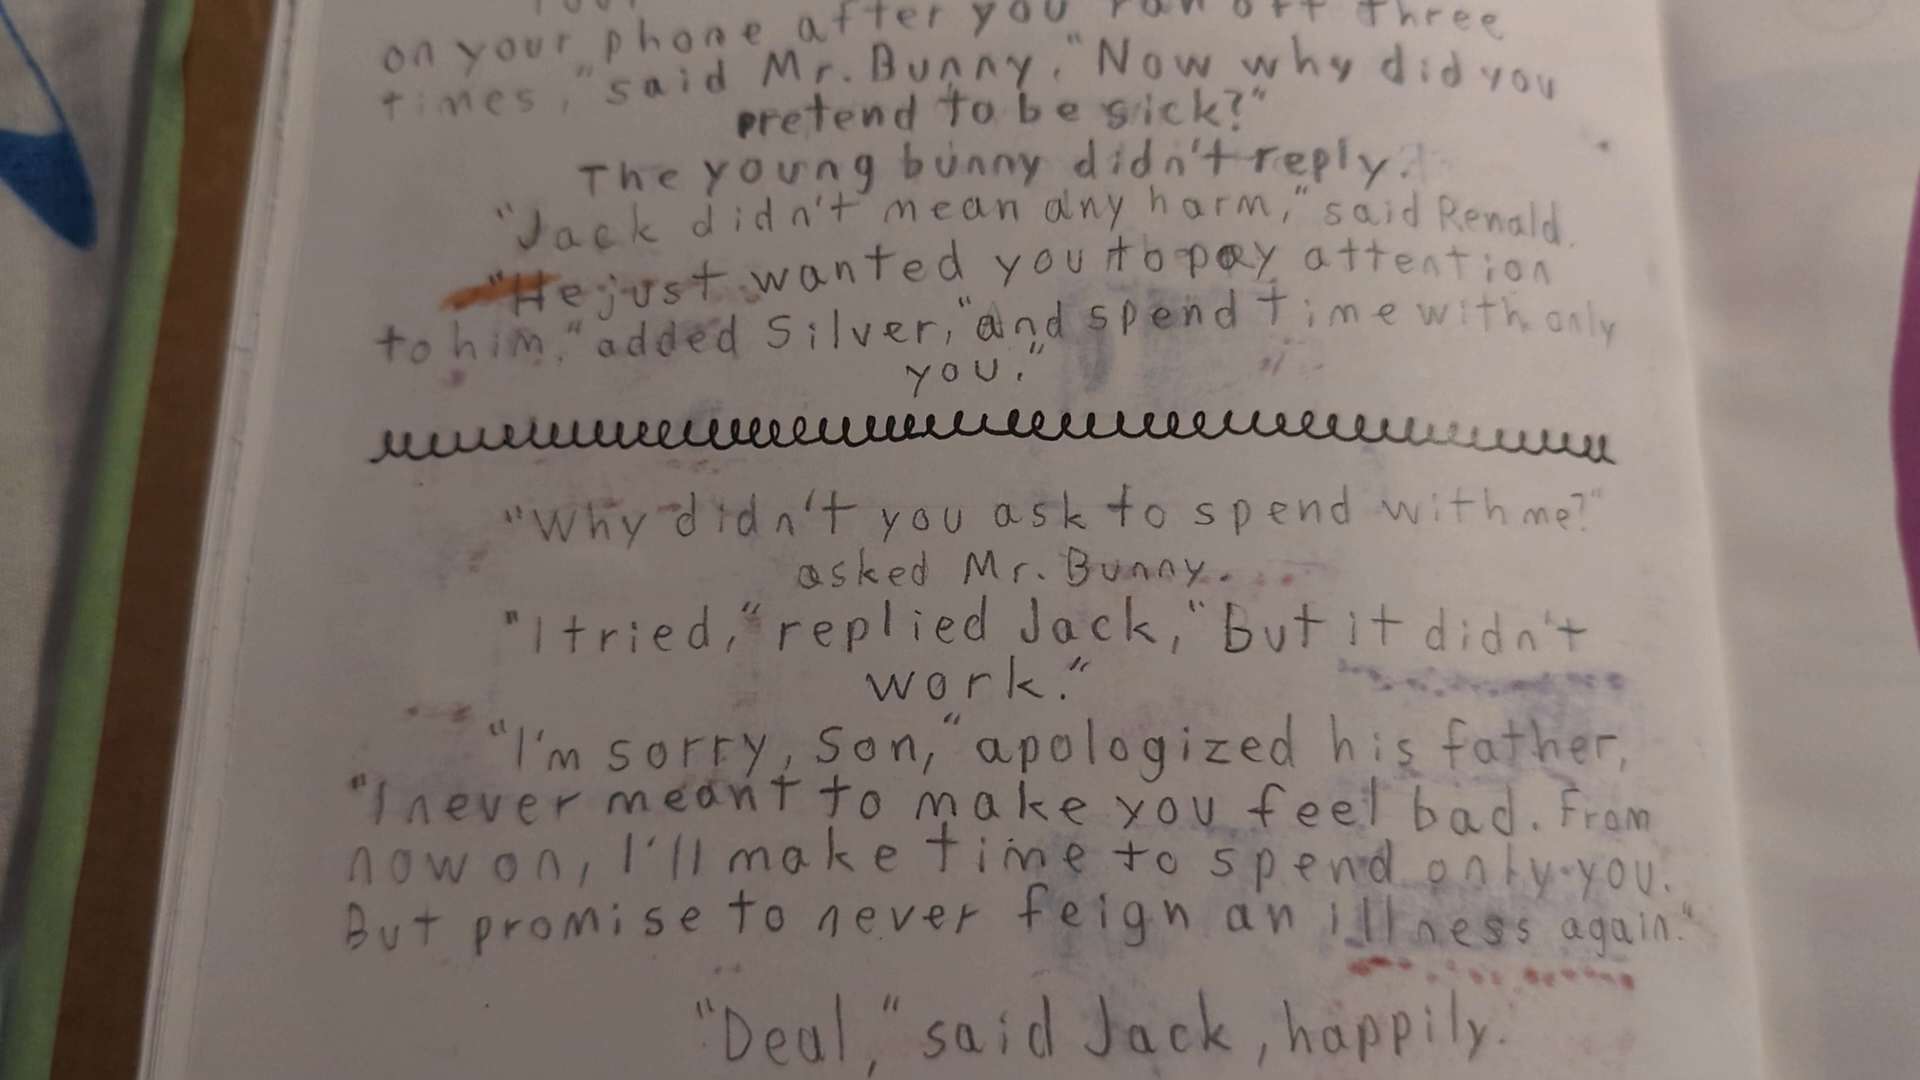 on your phone after you ran off three
times," said Mr. Bunny. "Now why did you
pretend to be sick?"
The young bunny didn't reply.
"Jack didn't mean any harm," said Renald.
"He just wanted you to pay attention
to him," added Silver, "and spend time with only
you."
"Why didn't you ask to spend with me?"
asked Mr. Bunny.
"I tried," replied Jack, "But it didn't
work."
"I'm sorry, Son," apologized his father,
"I never meant to make you feel bad. From
now on, I'll make time to spend only you.
But promise to never feign an illness again."
"Deal," said Jack, happily.